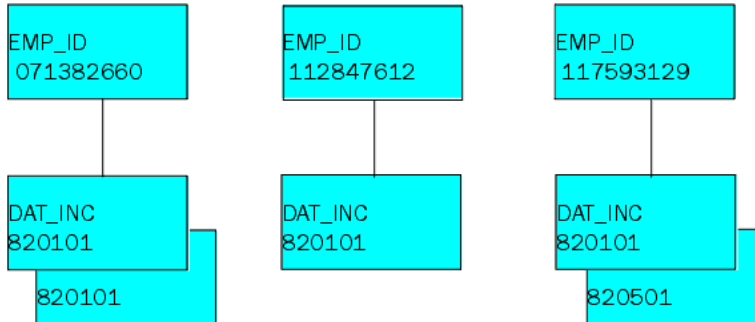 EMP_ID
071382660
EMP_ID
112847612
EMP_ID
117593129
DAT_INC
820101
820101
DAT_INC
820101
DAT_INC
820101
820501